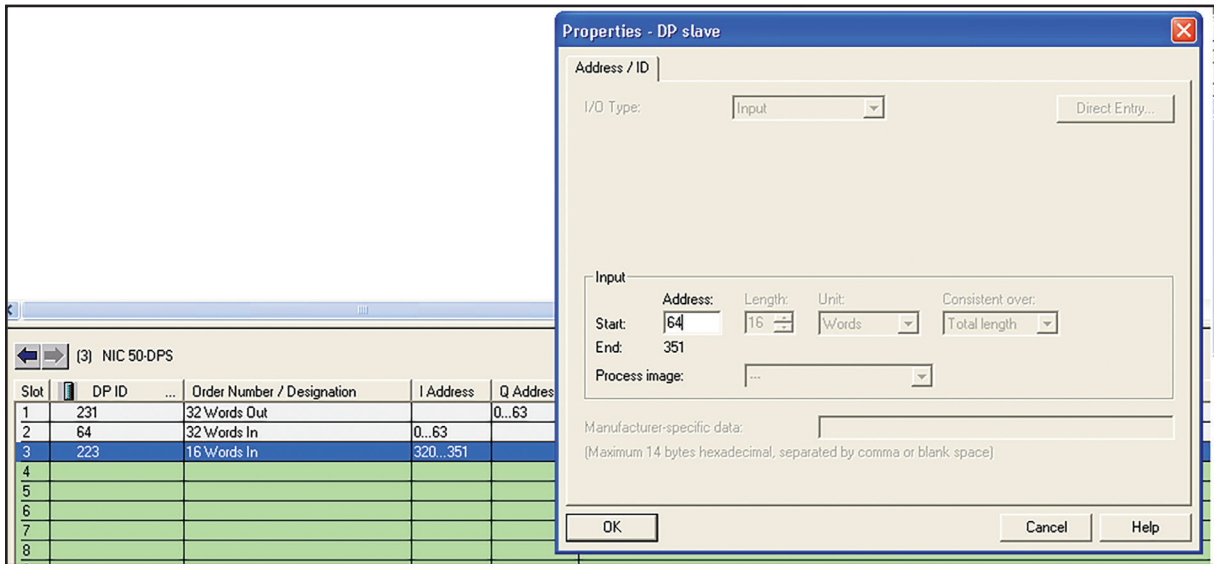 Properties - DP slave
Address / ID
I/O Type: Input Direct Entry...
Input
Address: Length: Unit: Consistent over:
Start: 64 16 Words Total length
End: 351
Process image: ---
Manufacturer-specific data:
(Maximum 14 bytes hexadecimal, separated by comma or blank space)
OK Cancel Help
(3) NIC 50-DPS
Slot DP ID ... Order Number / Designation I Address Q Addres
1 231 32 Words Out 0...63
2 64 32 Words In 0...63
3 223 16 Words In 320...351
4
5
6
7
8